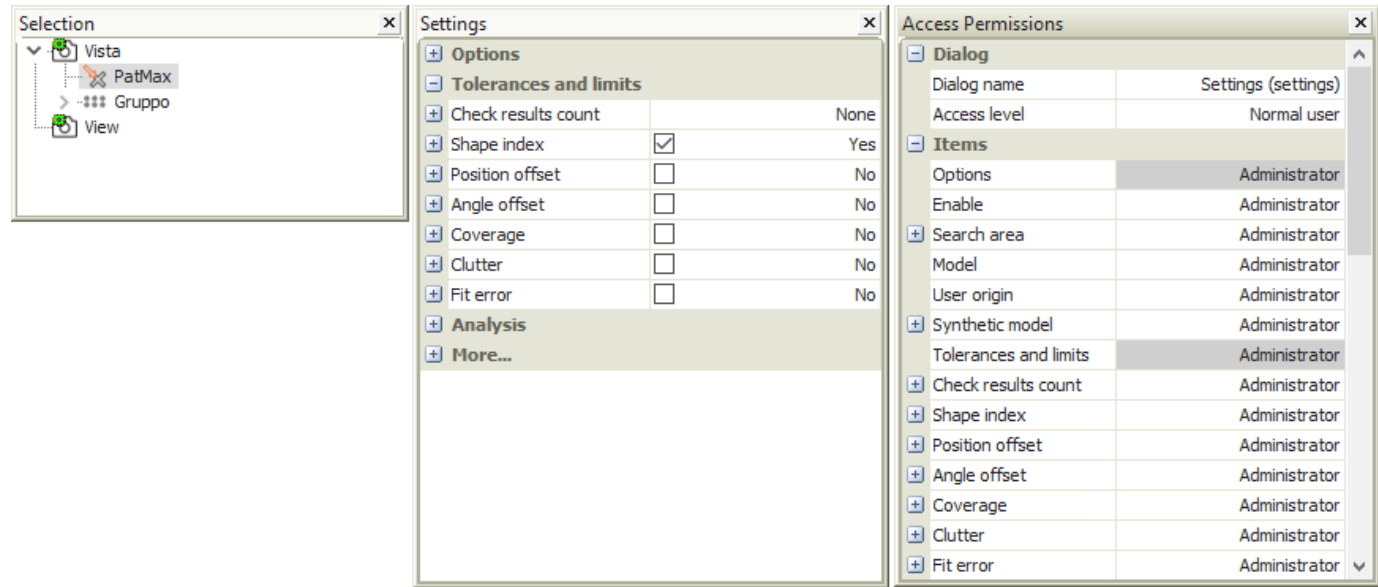 Selection
Vista
PatMax
Gruppo
View
Settings
Options
Tolerances and limits
Check results count None
Shape index Yes
Position offset No
Angle offset No
Coverage No
Clutter No
Fit error No
Analysis
More...
Access Permissions
Dialog
Dialog name Settings (settings)
Access level Normal user
Items
Options Administrator
Enable Administrator
Search area Administrator
Model Administrator
User origin Administrator
Synthetic model Administrator
Tolerances and limits Administrator
Check results count Administrator
Shape index Administrator
Position offset Administrator
Angle offset Administrator
Coverage Administrator
Clutter Administrator
Fit error Administrator